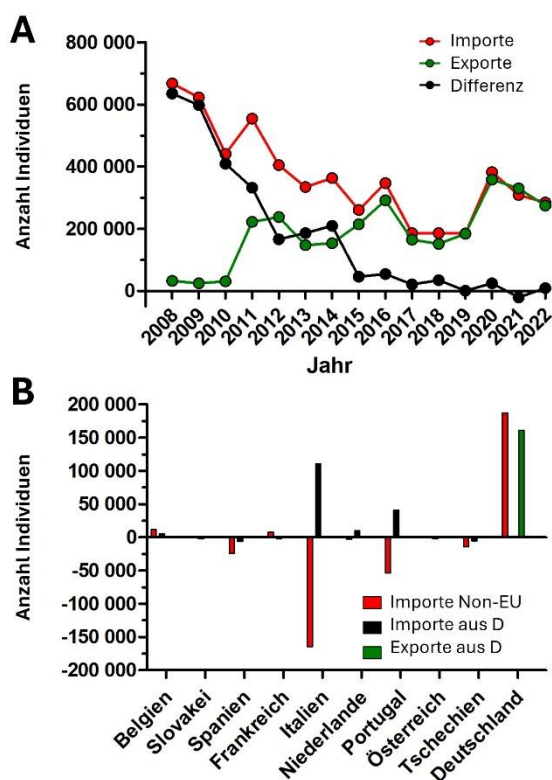 A
800 000
600 000
400 000
200 000
0
Anzahl Individuen
Importe
Exporte
Differenz
2008
2009
2010
2011
2012
2013
2014
2015
2016
2017
2018
2019
2020
2021
2022
Jahr
B
200 000
150 000
100 000
50 000
0
-50 000
-100 000
-150 000
-200 000
Anzahl Individuen
Importe Non-EU
Importe aus D
Exporte aus D
Belgien
Slovakei
Spanien
Frankreich
Italien
Niederlande
Portugal
Österreich
Tschechien
Deutschland